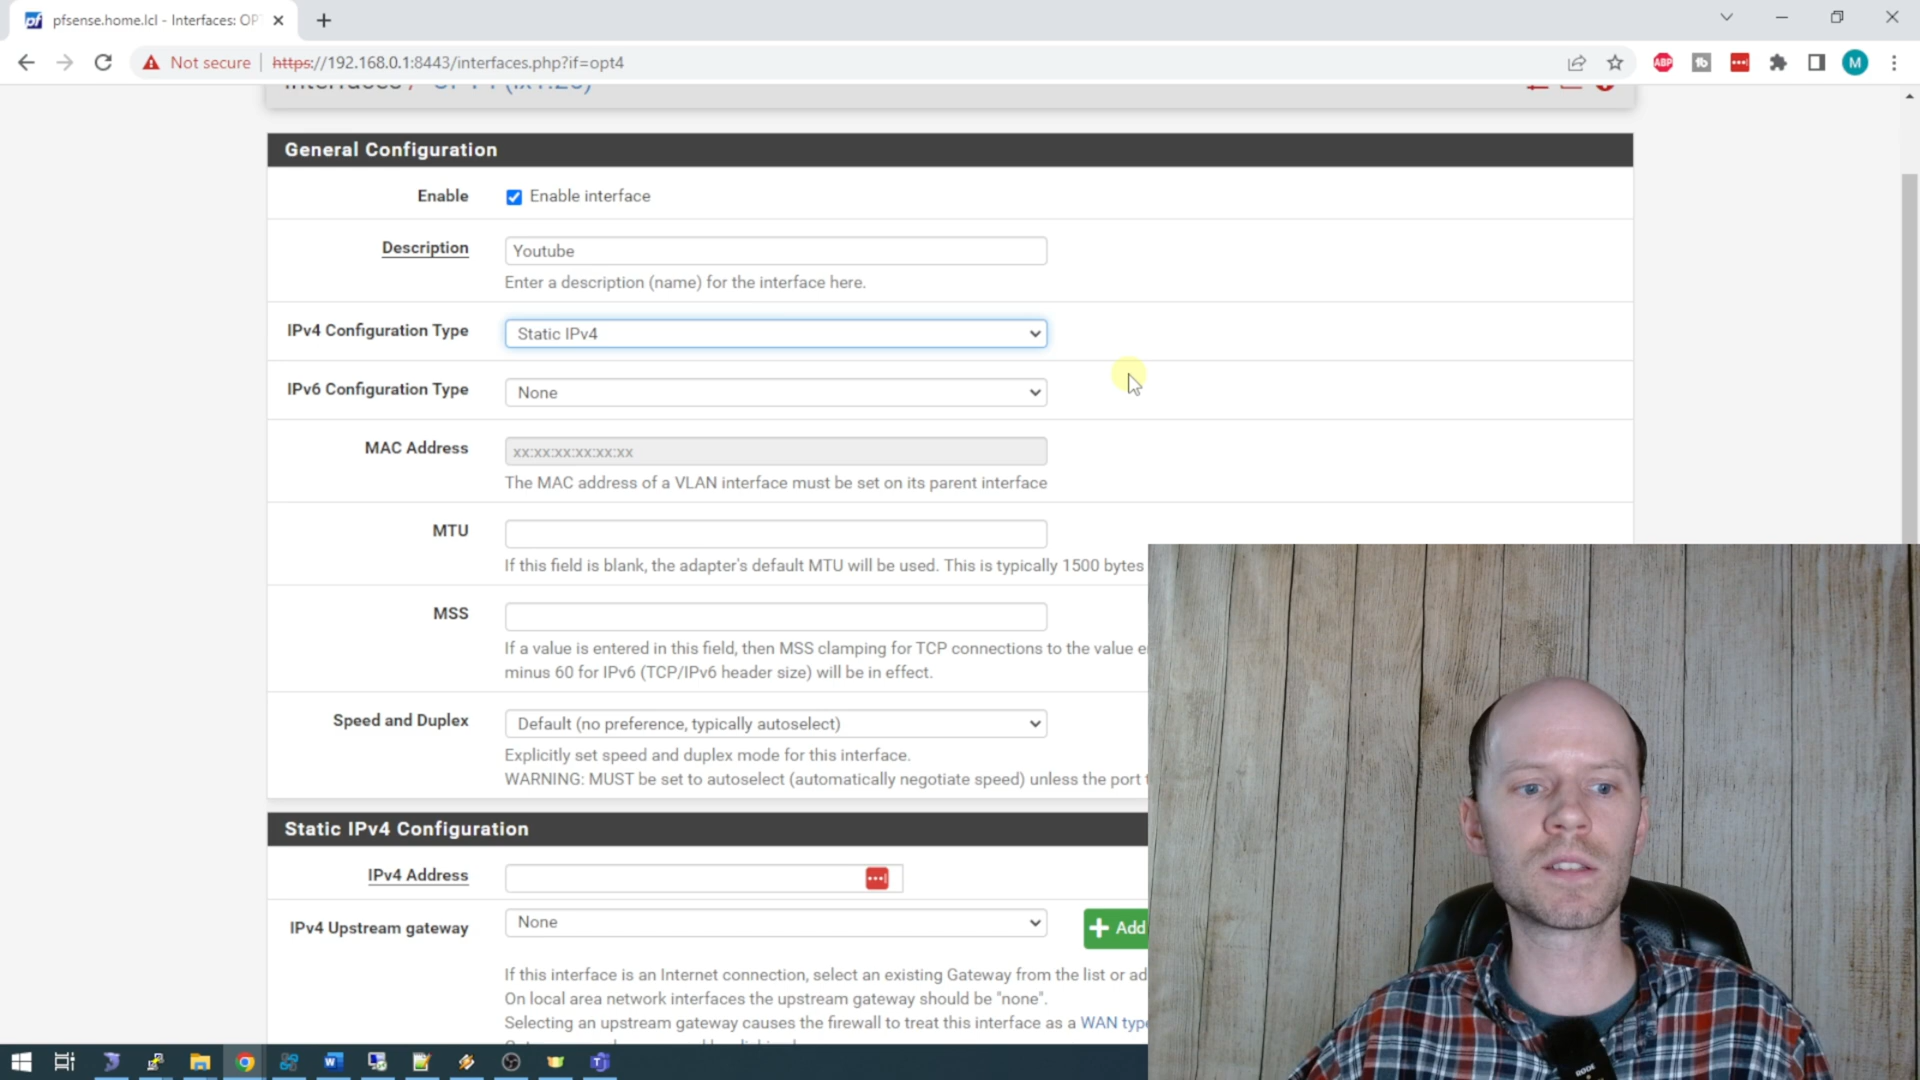 pfsense.home.lcl - Interfaces: OP
Not secure
https://192.168.0.1:8443/interfaces.php?if=opt4
ABP
tb
M
General Configuration
Enable
Enable interface
Description
Youtube
Enter a description (name) for the interface here.
IPv4 Configuration Type
Static IPv4
IPv6 Configuration Type
None
MAC Address
xx:xx:xx:xx:xx:xx
The MAC address of a VLAN interface must be set on its parent interface
MTU
If this field is blank, the adapter's default MTU will be used. This is typically 1500 bytes
MSS
If a value is entered in this field, then MSS clamping for TCP connections to the value e
minus 60 for IPv6 (TCP/IPv6 header size) will be in effect.
Speed and Duplex
Default (no preference, typically autoselect)
Explicitly set speed and duplex mode for this interface.
WARNING: MUST be set to autoselect (automatically negotiate speed) unless the port
Static IPv4 Configuration
IPv4 Address
IPv4 Upstream gateway
None
Add
If this interface is an Internet connection, select an existing Gateway from the list or ad
On local area network interfaces the upstream gateway should be "none".
Selecting an upstream gateway causes the firewall to treat this interface as a WAN type
RODE